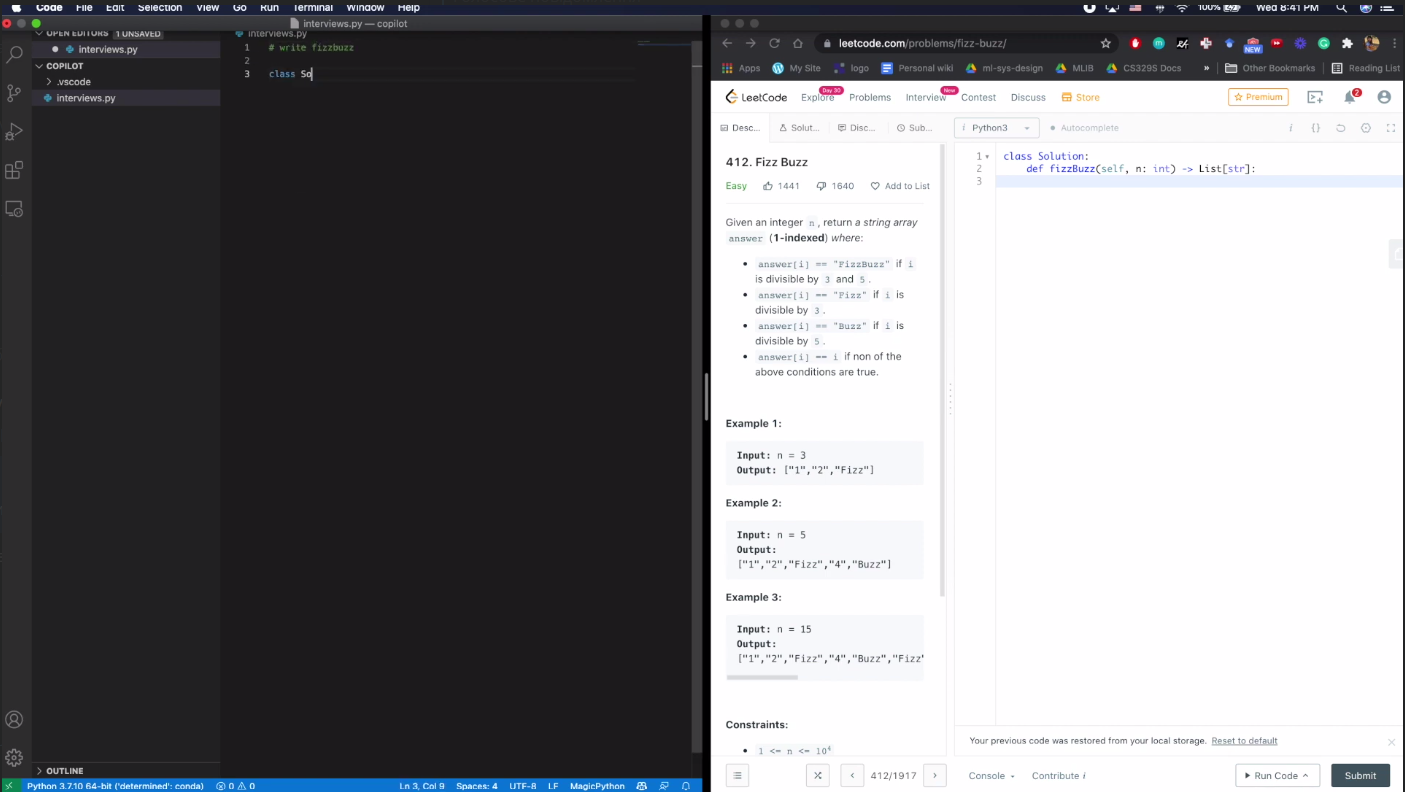 Code File Edit Selection View Go Run Terminal Window Help 100% Wed 8:41 PM
interviews.py — copilot
OPEN EDITORS 1 UNSAVED
interviews.py
COPILOT
.vscode
interviews.py
OUTLINE
interviews.py
1 # write fizzbuzz
2
3 class So
Python 3.7.10 64-bit ('determined': conda) 0 0 Ln 3, Col 9 Spaces: 4 UTF-8 LF MagicPython
leetcode.com/problems/fizz-buzz/
NEW
Apps My Site logo Personal wiki ml-sys-design MLIB CS329S Docs » Other Bookmarks Reading List
LeetCode Explore Day 30 Problems Interview New Contest Discuss Store Premium 2
Desc... Solut... Disc... Sub...
412. Fizz Buzz
Easy 1441 1640 Add to List
Given an integer n, return a string array
answer (1-indexed) where:
• answer[i] == "FizzBuzz" if i
is divisible by 3 and 5.
• answer[i] == "Fizz" if i is
divisible by 3.
• answer[i] == "Buzz" if i is
divisible by 5.
• answer[i] == i if non of the
above conditions are true.
Example 1:
Input: n = 3
Output: ["1","2","Fizz"]
Example 2:
Input: n = 5
Output:
["1","2","Fizz","4","Buzz"]
Example 3:
Input: n = 15
Output:
["1","2","Fizz","4","Buzz","Fizz"
Constraints:
• 1 <= n <= 10⁴
412/1917
i Python3 Autocomplete i {}
1 class Solution:
2 def fizzBuzz(self, n: int) -> List[str]:
3
Your previous code was restored from your local storage. Reset to default
Console Contribute i Run Code Submit